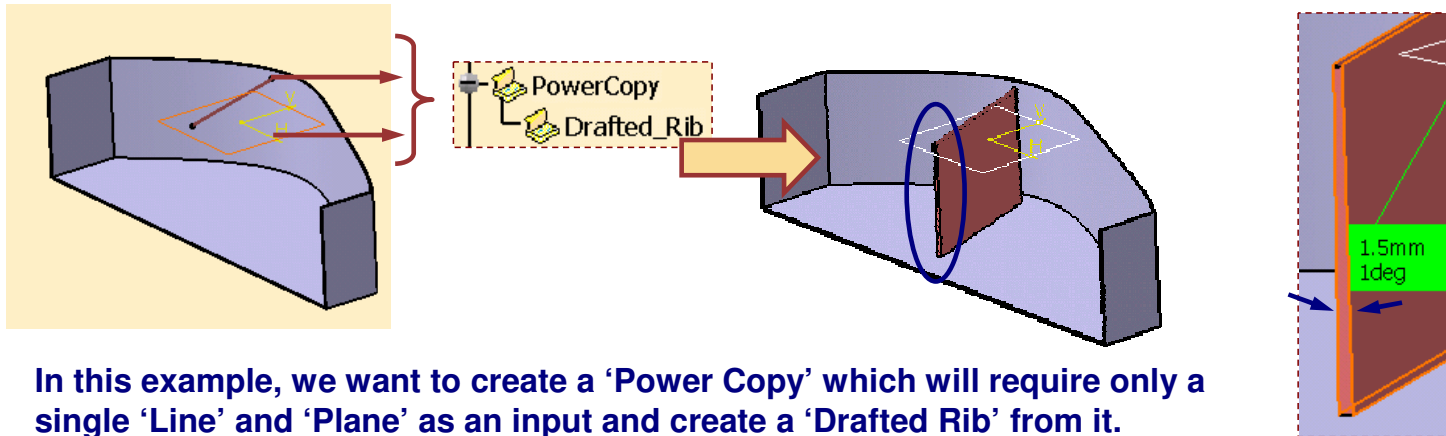 V
H
PowerCopy
Drafted_Rib
V
H
1.5mm
1deg
In this example, we want to create a ‘Power Copy’ which will require only a
single ‘Line’ and ‘Plane’ as an input and create a ‘Drafted Rib’ from it.